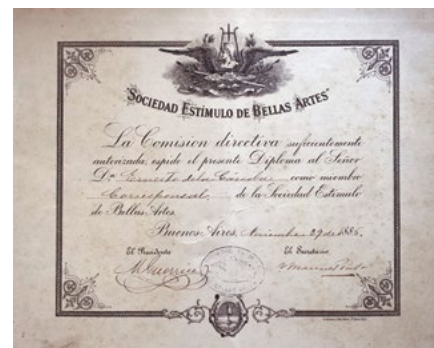 "SOCIEDAD ESTÍMULO DE BELLAS ARTES"
La Comision directiva suficientemente
autorizada, espide el presente Diploma al Señor
D.n Ernesto de la Cárcova como miembro
Corresponsal, de la Sociedad Estímulo
de Bellas Artes.
Buenos Aires, Noviembre 29 de 1885.
El Presidente El Secretario